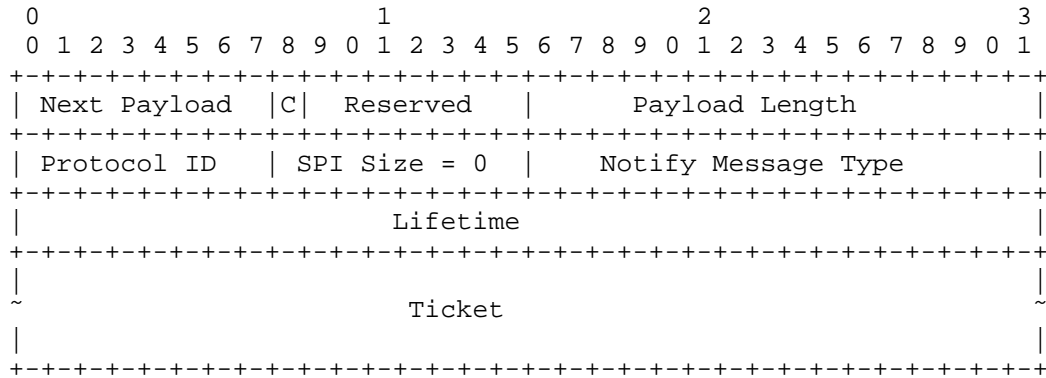 0                   1                   2                   3
 0 1 2 3 4 5 6 7 8 9 0 1 2 3 4 5 6 7 8 9 0 1 2 3 4 5 6 7 8 9 0 1
+-+-+-+-+-+-+-+-+-+-+-+-+-+-+-+-+-+-+-+-+-+-+-+-+-+-+-+-+-+-+-+-+
| Next Payload  |C|  Reserved   |      Payload Length           |
+-+-+-+-+-+-+-+-+-+-+-+-+-+-+-+-+-+-+-+-+-+-+-+-+-+-+-+-+-+-+-+-+
| Protocol ID   | SPI Size = 0  |    Notify Message Type        |
+-+-+-+-+-+-+-+-+-+-+-+-+-+-+-+-+-+-+-+-+-+-+-+-+-+-+-+-+-+-+-+-+
|                       Lifetime                                |
+-+-+-+-+-+-+-+-+-+-+-+-+-+-+-+-+-+-+-+-+-+-+-+-+-+-+-+-+-+-+-+-+
|                                                               |
~                        Ticket                                 ~
|                                                               |
+-+-+-+-+-+-+-+-+-+-+-+-+-+-+-+-+-+-+-+-+-+-+-+-+-+-+-+-+-+-+-+-+